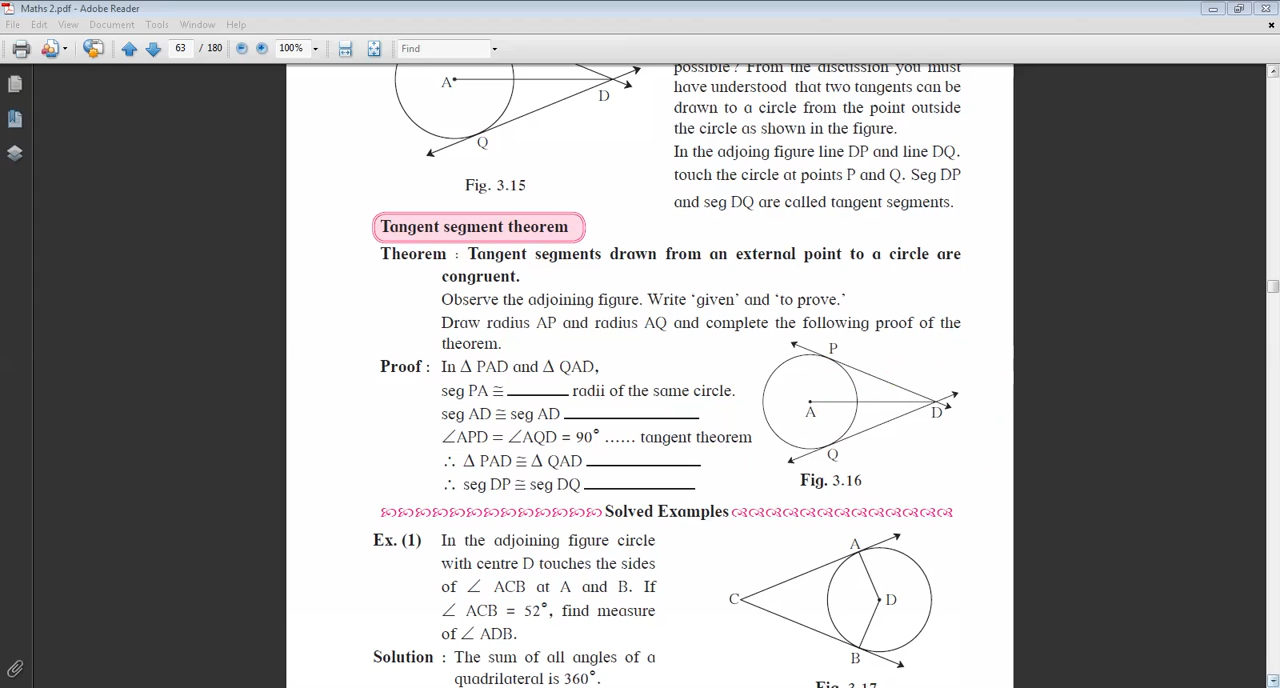 Maths 2.pdf - Adobe Reader
File Edit View Document Tools Window Help
63 / 180 100% Find
A D Q
Fig. 3.15
possible? From the discussion you must
have understood that two tangents can be
drawn to a circle from the point outside
the circle as shown in the figure.
In the adjoing figure line DP and line DQ.
touch the circle at points P and Q. Seg DP
and seg DQ are called tangent segments.
Tangent segment theorem
Theorem : Tangent segments drawn from an external point to a circle are
congruent.
Observe the adjoining figure. Write ‘given’ and ‘to prove.’
Draw radius AP and radius AQ and complete the following proof of the
theorem.
Proof : In Δ PAD and Δ QAD,
seg PA ≅ ______ radii of the same circle.
seg AD ≅ seg AD ______________
∠APD = ∠AQD = 90° ...... tangent theorem
∴ Δ PAD ≅ Δ QAD ____________
∴ seg DP ≅ seg DQ ____________
P A D Q
Fig. 3.16
Solved Examples
Ex. (1) In the adjoining figure circle
with centre D touches the sides
of ∠ ACB at A and B. If
∠ ACB = 52°, find measure
of ∠ ADB.
Solution : The sum of all angles of a
quadrilateral is 360°.
A C D B
Fig. 3.17